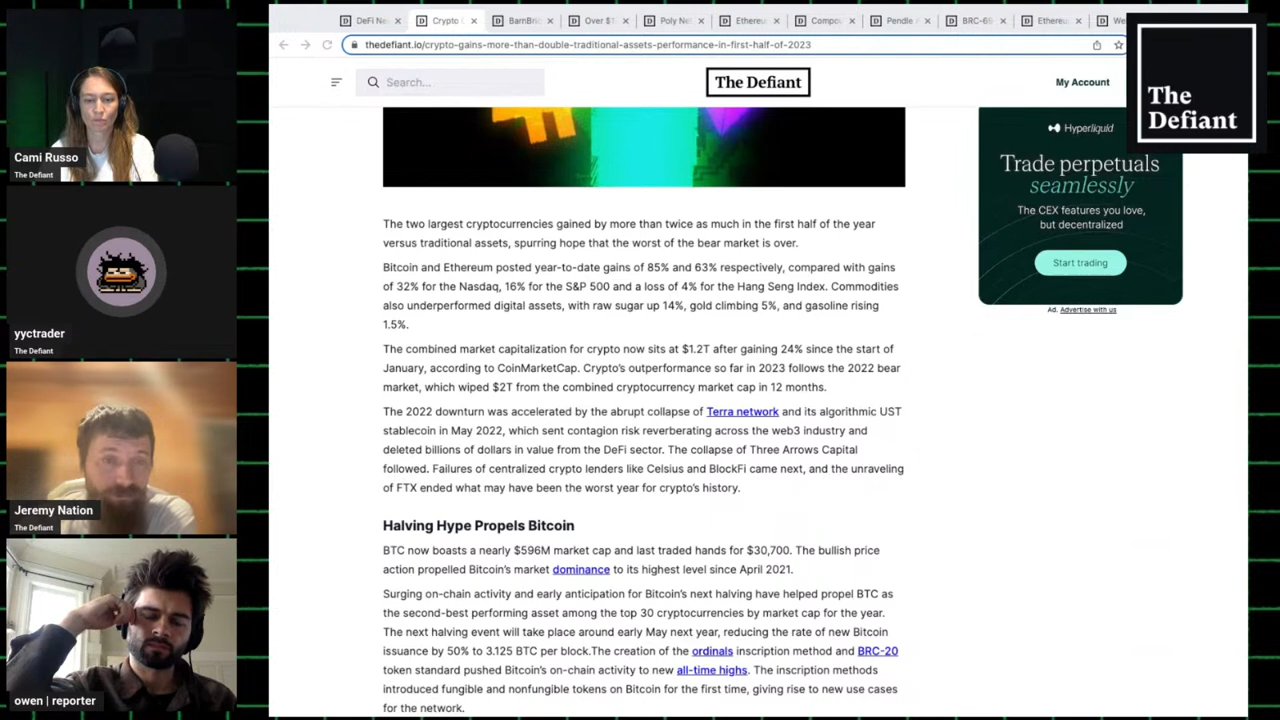 DeFi Ne
Crypto
BarnBri
Over $1
Poly Ne
Ethereu
Compou
Pendle
BRC-69
Ethereu
We
thedefiant.io/crypto-gains-more-than-double-traditional-assets-performance-in-first-half-of-2023
Search...
The Defiant
My Account
The
Defiant
Cami Russo
The Defiant
yyctrader
The Defiant
Jeremy Nation
The Defiant
owen | reporter
The two largest cryptocurrencies gained by more than twice as much in the first half of the year
versus traditional assets, spurring hope that the worst of the bear market is over.
Bitcoin and Ethereum posted year-to-date gains of 85% and 63% respectively, compared with gains
of 32% for the Nasdaq, 16% for the S&P 500 and a loss of 4% for the Hang Seng Index. Commodities
also underperformed digital assets, with raw sugar up 14%, gold climbing 5%, and gasoline rising
1.5%.
The combined market capitalization for crypto now sits at $1.2T after gaining 24% since the start of
January, according to CoinMarketCap. Crypto's outperformance so far in 2023 follows the 2022 bear
market, which wiped $2T from the combined cryptocurrency market cap in 12 months.
The 2022 downturn was accelerated by the abrupt collapse of Terra network and its algorithmic UST
stablecoin in May 2022, which sent contagion risk reverberating across the web3 industry and
deleted billions of dollars in value from the DeFi sector. The collapse of Three Arrows Capital
followed. Failures of centralized crypto lenders like Celsius and BlockFi came next, and the unraveling
of FTX ended what may have been the worst year for crypto's history.
Halving Hype Propels Bitcoin
BTC now boasts a nearly $596M market cap and last traded hands for $30,700. The bullish price
action propelled Bitcoin's market dominance to its highest level since April 2021.
Surging on-chain activity and early anticipation for Bitcoin's next halving have helped propel BTC as
the second-best performing asset among the top 30 cryptocurrencies by market cap for the year.
The next halving event will take place around early May next year, reducing the rate of new Bitcoin
issuance by 50% to 3.125 BTC per block.The creation of the ordinals inscription method and BRC-20
token standard pushed Bitcoin's on-chain activity to new all-time highs. The inscription methods
introduced fungible and nonfungible tokens on Bitcoin for the first time, giving rise to new use cases
for the network.
Hyperliquid
Trade perpetuals
seamlessly
The CEX features you love,
but decentralized
Start trading
Ad. Advertise with us